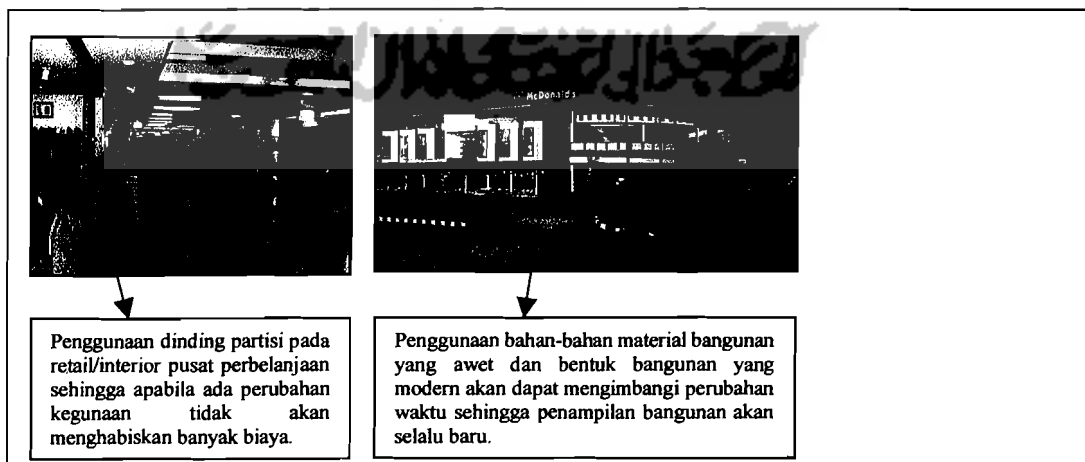 McDonalds
Penggunaan dinding partisi pada
retail/interior pusat perbelanjaan
sehingga apabila ada perubahan
kegunaan tidak akan
menghabiskan banyak biaya.
Penggunaan bahan-bahan material bangunan
yang awet dan bentuk bangunan yang
modern akan dapat mengimbangi perubahan
waktu sehingga penampilan bangunan akan
selalu baru.